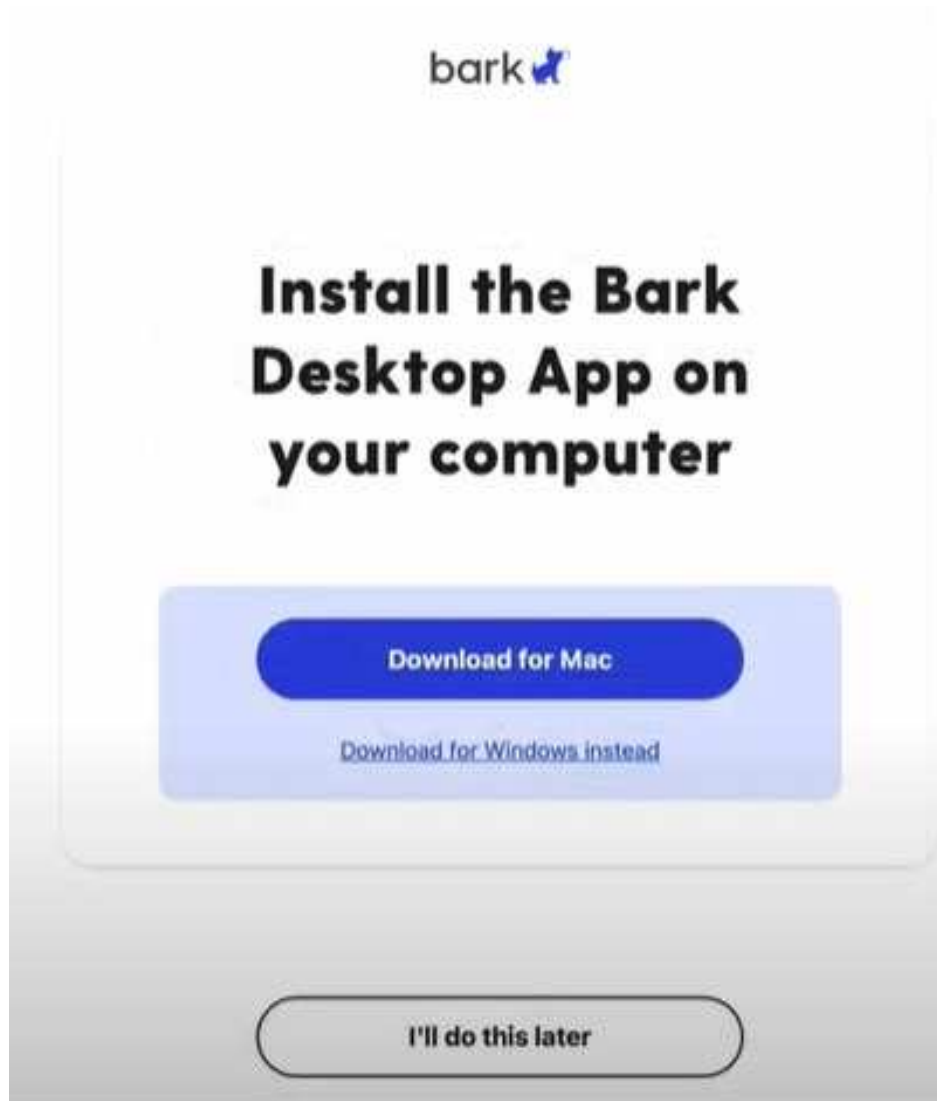 bark
Install the Bark
Desktop App on
your computer
Download for Mac
Download for Windows instead
I'll do this later